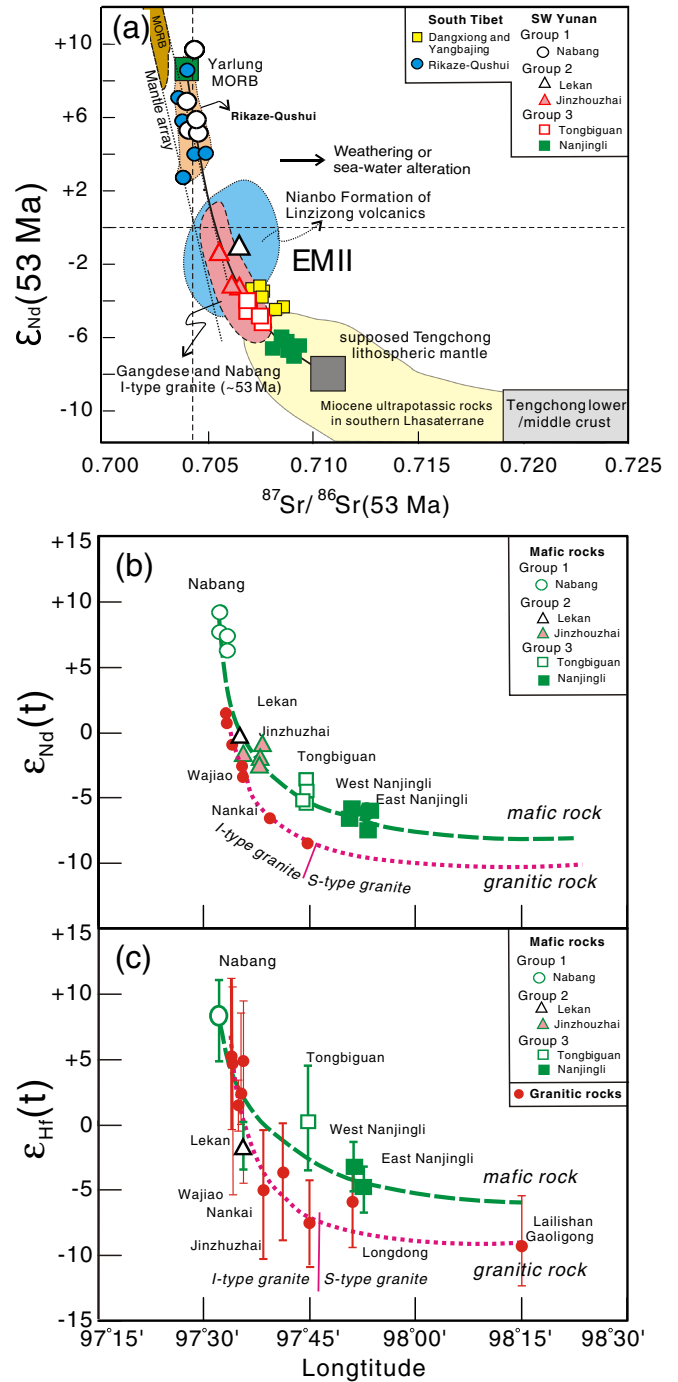 (a)
MORB
+10
+6
+2
-2
-6
-10
εNd(53 Ma)
Mantle array
Yarlung
MORB
Rikaze-Qushui
Weathering or
sea-water alteration
Nianbo Formation of
Linzizong volcanics
EMII
Gangdese and Nabang
I-type granite (~53Ma)
supposed Tengchong
lithospheric mantle
Miocene ultrapotassic rocks
in southern Lhasaterrane
Tengchong lower
/middle crust
South Tibet
Dangxiong and
Yangbajing
Rikaze-Qushui
SW Yunan
Group 1
Nabang
Group 2
Lekan
Jinzhouzhai
Group 3
Tongbiguan
Nanjingli
0.700 0.705 0.710 0.715 0.720 0.725
87Sr/86Sr(53 Ma)
(b)
+15
+10
+5
0
-5
-10
εNd(t)
Nabang
Lekan
Jinzhuzhai
Wajiao
Tongbiguan
West Nanjingli
East Nanjingli
Nankai
I-type granite
S-type granite
mafic rock
granitic rock
Mafic rocks
Group 1
Nabang
Group 2
Lekan
Jinzhouzhai
Group 3
Tongbiguan
Nanjingli
(c)
+10
+5
0
-5
-10
-15
εHf(t)
Nabang
Tongbiguan
Lekan
West Nanjingli
East Nanjingli
Wajiao
Nankai
Jinzhuzhai
Longdong
Lailishan
Gaoligong
I-type granite
S-type granite
mafic rock
granitic rock
Mafic rocks
Group 1
Nabang
Group 2
Lekan
Jinzhouzhai
Group 3
Tongbiguan
Nanjingli
Granitic rocks
97°15' 97°30' 97°45' 98°00' 98°15' 98°30'
Longtitude